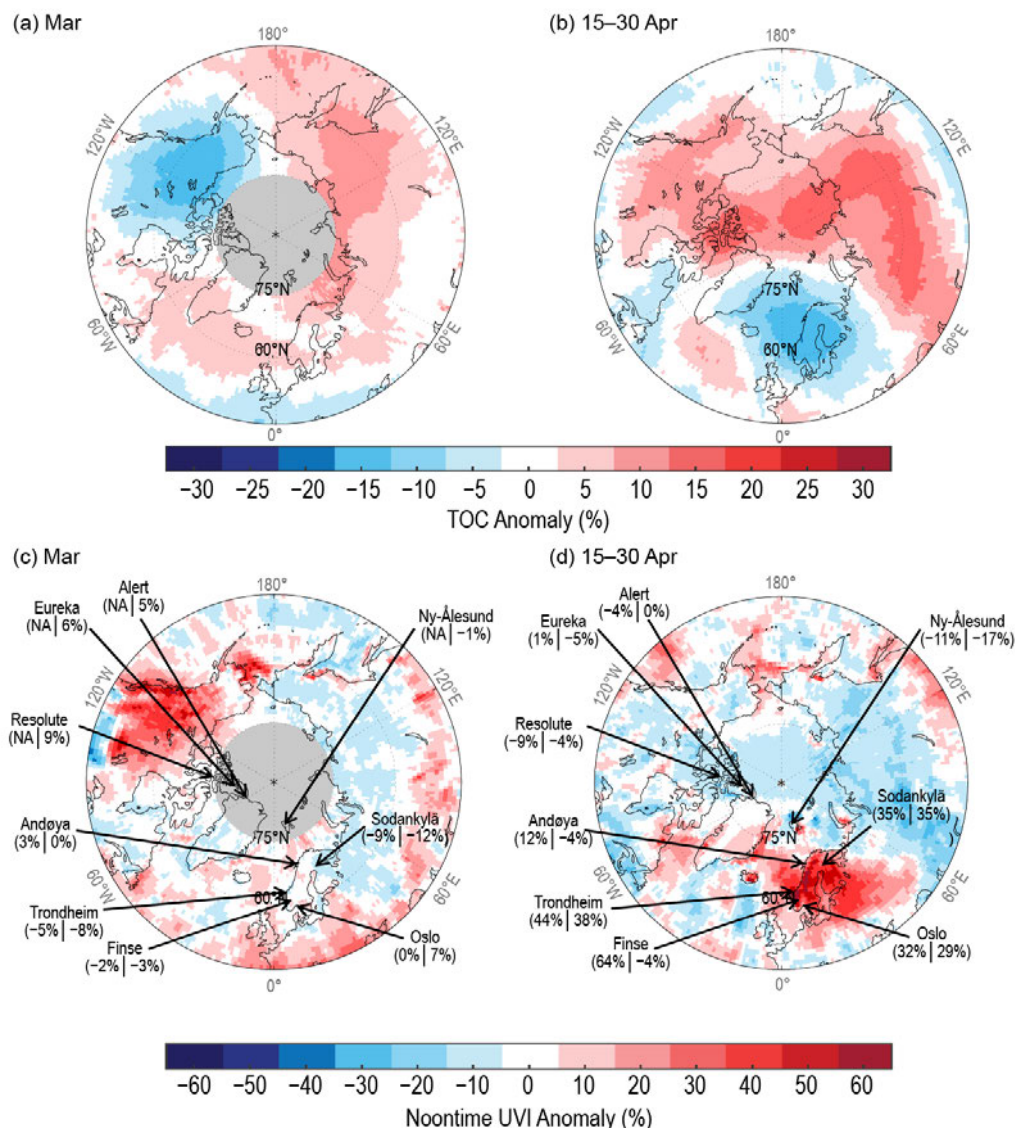 (a) Mar
(b) 15–30 Apr
180°
180°
120°W
120°E
120°W
120°E
75°N
75°N
60°N
60°N
60°W
60°E
60°W
60°E
0°
0°
−30 −25 −20 −15 −10 −5 0 5 10 15 20 25 30
TOC Anomaly (%)
(c) Mar
(d) 15–30 Apr
180°
Alert
(NA | 5%)
Eureka
(NA | 6%)
Ny-Ålesund
(NA | −1%)
120°W
120°E
Resolute
(NA | 9%)
Andøya
(3% | 0%)
75°N
Sodankylä
(−9% | −12%)
60°W
60°E
60°N
Trondheim
(−5% | −8%)
Finse
(−2% | −3%)
Oslo
(0% | 7%)
0°
180°
Alert
(−4% | 0%)
Eureka
(1% | −5%)
Ny-Ålesund
(−11% | −17%)
120°W
120°E
Resolute
(−9% | −4%)
Andøya
(12% | −4%)
75°N
Sodankylä
(35% | 35%)
60°W
60°E
60°N
Trondheim
(44% | 38%)
Finse
(64% | −4%)
Oslo
(32% | 29%)
0°
−60 −50 −40 −30 −20 −10 0 10 20 30 40 50 60
Noontime UVI Anomaly (%)